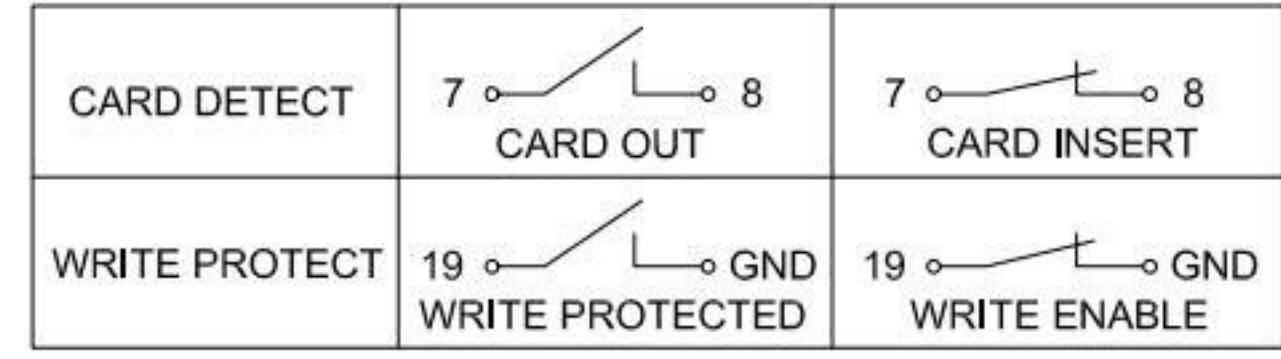 CARD DETECT
7 8
CARD OUT
7 8
CARD INSERT
WRITE PROTECT
19 GND
WRITE PROTECTED
19 GND
WRITE ENABLE